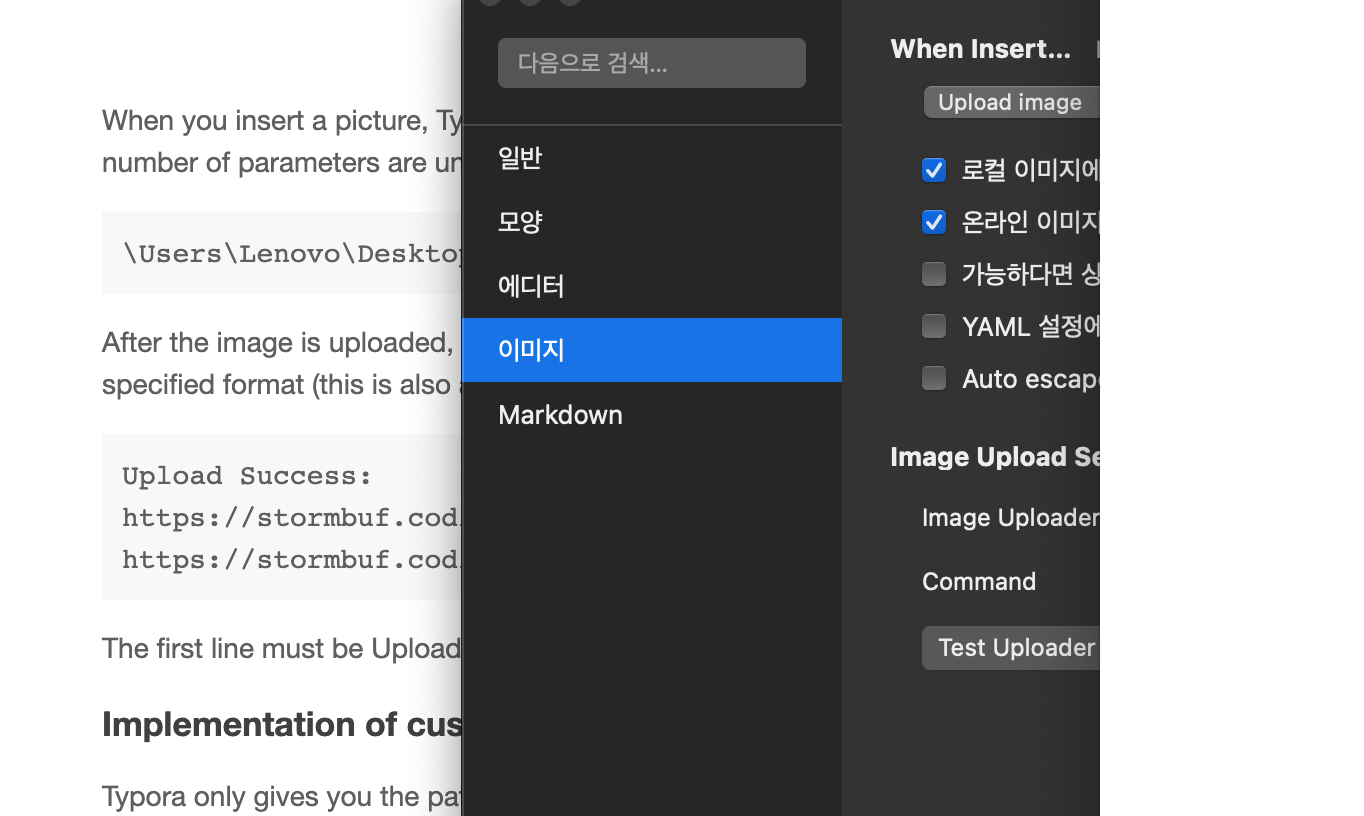 When you insert a picture, Ty
number of parameters are un
\Users\Lenovo\Desktop
After the image is uploaded,
specified format (this is also
Upload Success:
https://stormbuf.cod
https://stormbuf.cod
The first line must be Upload
Implementation of cus
Typora only gives you the pat
다음으로 검색...
일반
모양
에디터
이미지
Markdown
When Insert...
Upload image
로컬 이미지에
온라인 이미지
가능하다면 상
YAML 설정에
Auto escape
Image Upload Se
Image Uploader
Command
Test Uploader